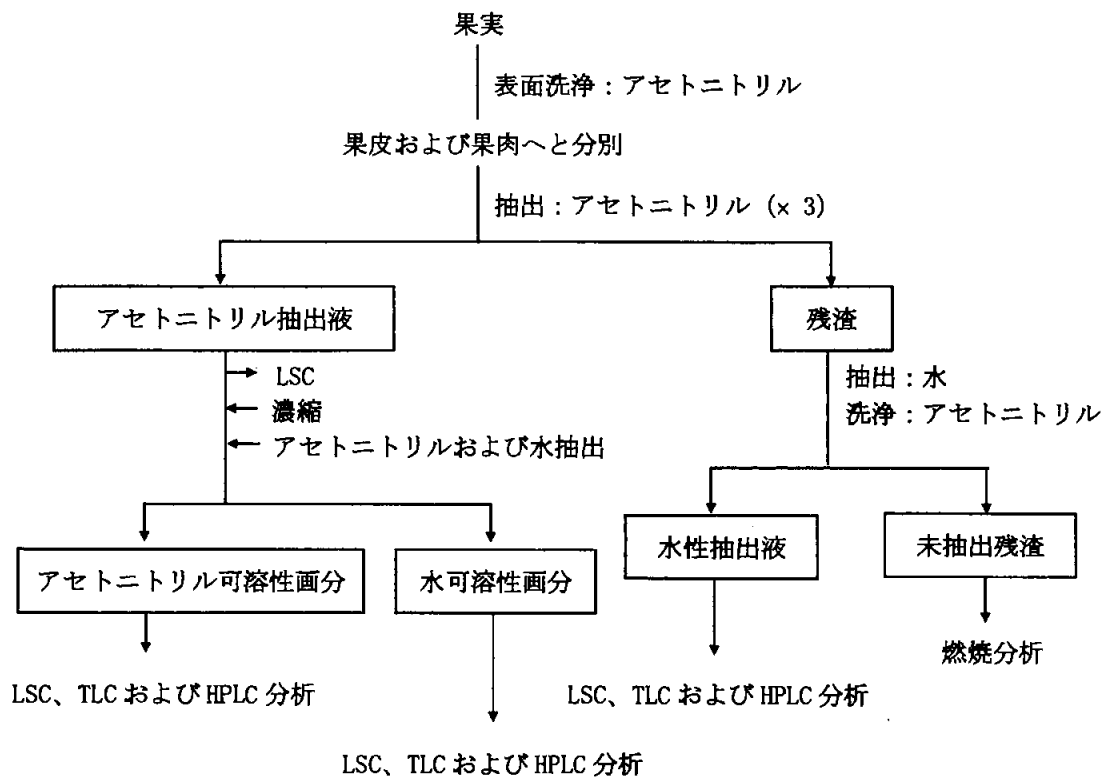 果実
表面洗浄：アセトニトリル
果皮および果肉へと分別
抽出：アセトニトリル (× 3)
アセトニトリル抽出液
残渣
LSC
濃縮
アセトニトリルおよび水抽出
抽出：水
洗浄：アセトニトリル
アセトニトリル可溶性画分
水可溶性画分
水性抽出液
未抽出残渣
LSC、TLC および HPLC 分析
LSC、TLC および HPLC 分析
LSC、TLC および HPLC 分析
燃焼分析